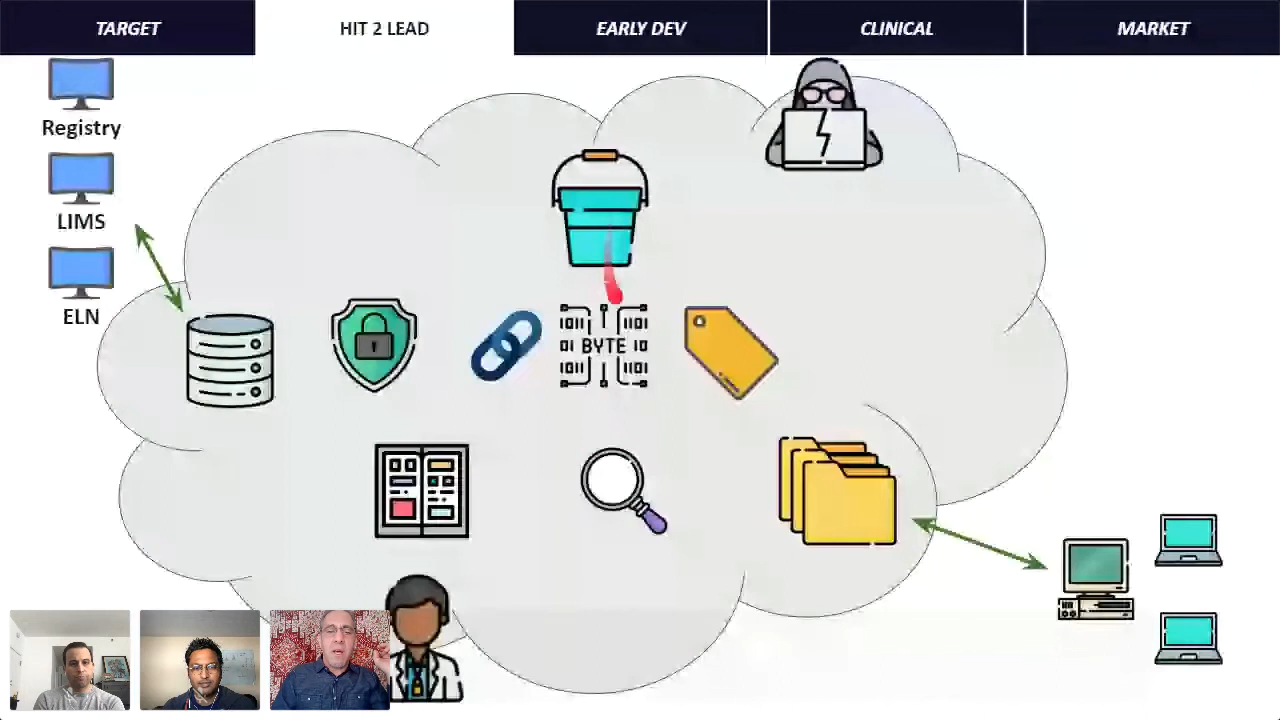 TARGET
HIT 2 LEAD
EARLY DEV
CLINICAL
MARKET
Registry
LIMS
ELN
BYTE